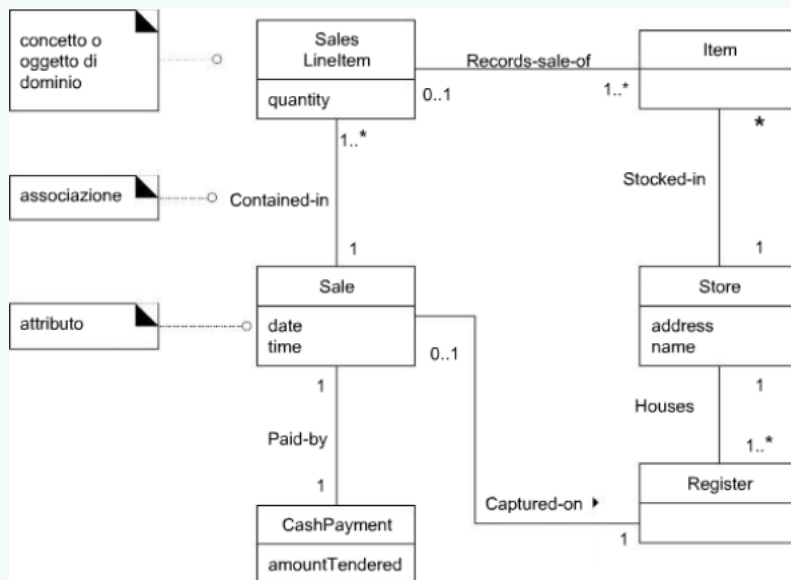 concetto o
oggetto di
dominio
Sales
LineItem
quantity
Records-sale-of
0..1
1..*
Item
1..*
*
associazione
Contained-in
Stocked-in
1
1
attributo
Sale
date
time
0..1
Store
address
name
1
1
Paid-by
Houses
1
1..*
CashPayment
amountTendered
Captured-on
1
Register